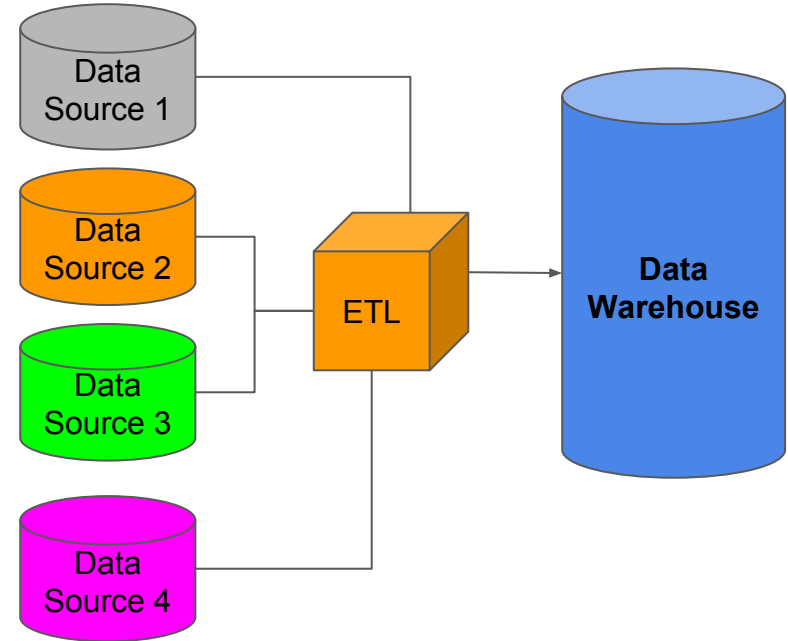 Data
Source 1
Data
Source 2
Data
Source 3
Data
Source 4
ETL
Data
Warehouse